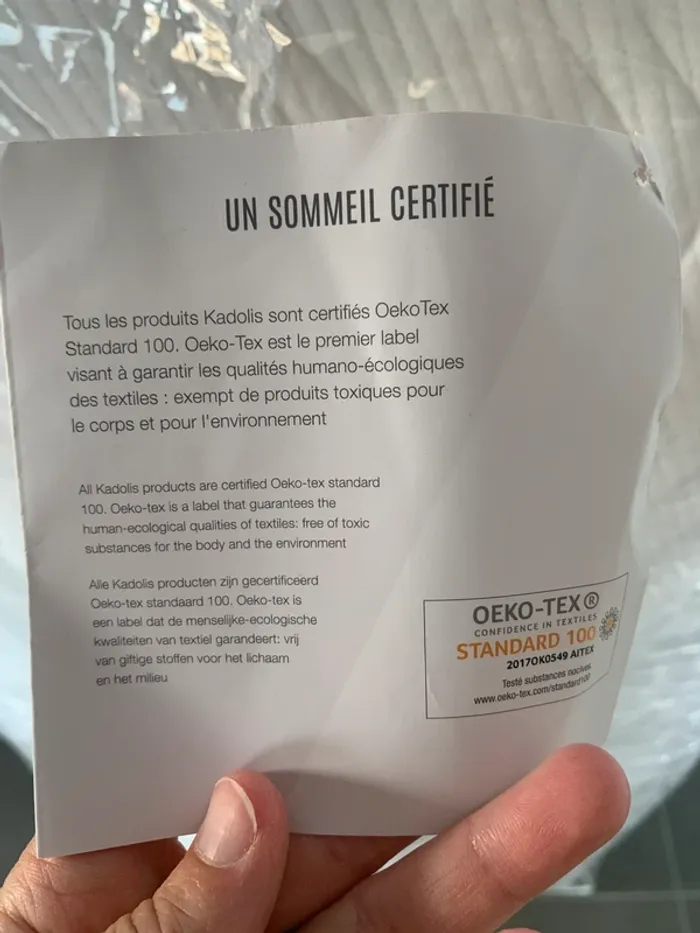 UN SOMMEIL CERTIFIÉ
Tous les produits Kadolis sont certifiés OekoTex
Standard 100. Oeko-Tex est le premier label
visant à garantir les qualités humano-écologiques
des textiles : exempt de produits toxiques pour
le corps et pour l'environnement
All Kadolis products are certified Oeko-tex standard
100. Oeko-tex is a label that guarantees the
human-ecological qualities of textiles: free of toxic
substances for the body and the environment
Alle Kadolis producten zijn gecertificeerd
Oeko-tex standaard 100. Oeko-tex is
een label dat de menselijke-ecologische
kwaliteiten van textiel garandeert: vrij
van giftige stoffen voor het lichaam
en het milieu
OEKO-TEX®
CONFIDENCE IN TEXTILES
STANDARD 100
2017OK0549 AITEX
Testé substances nocives
www.oeko-tex.com/standard100